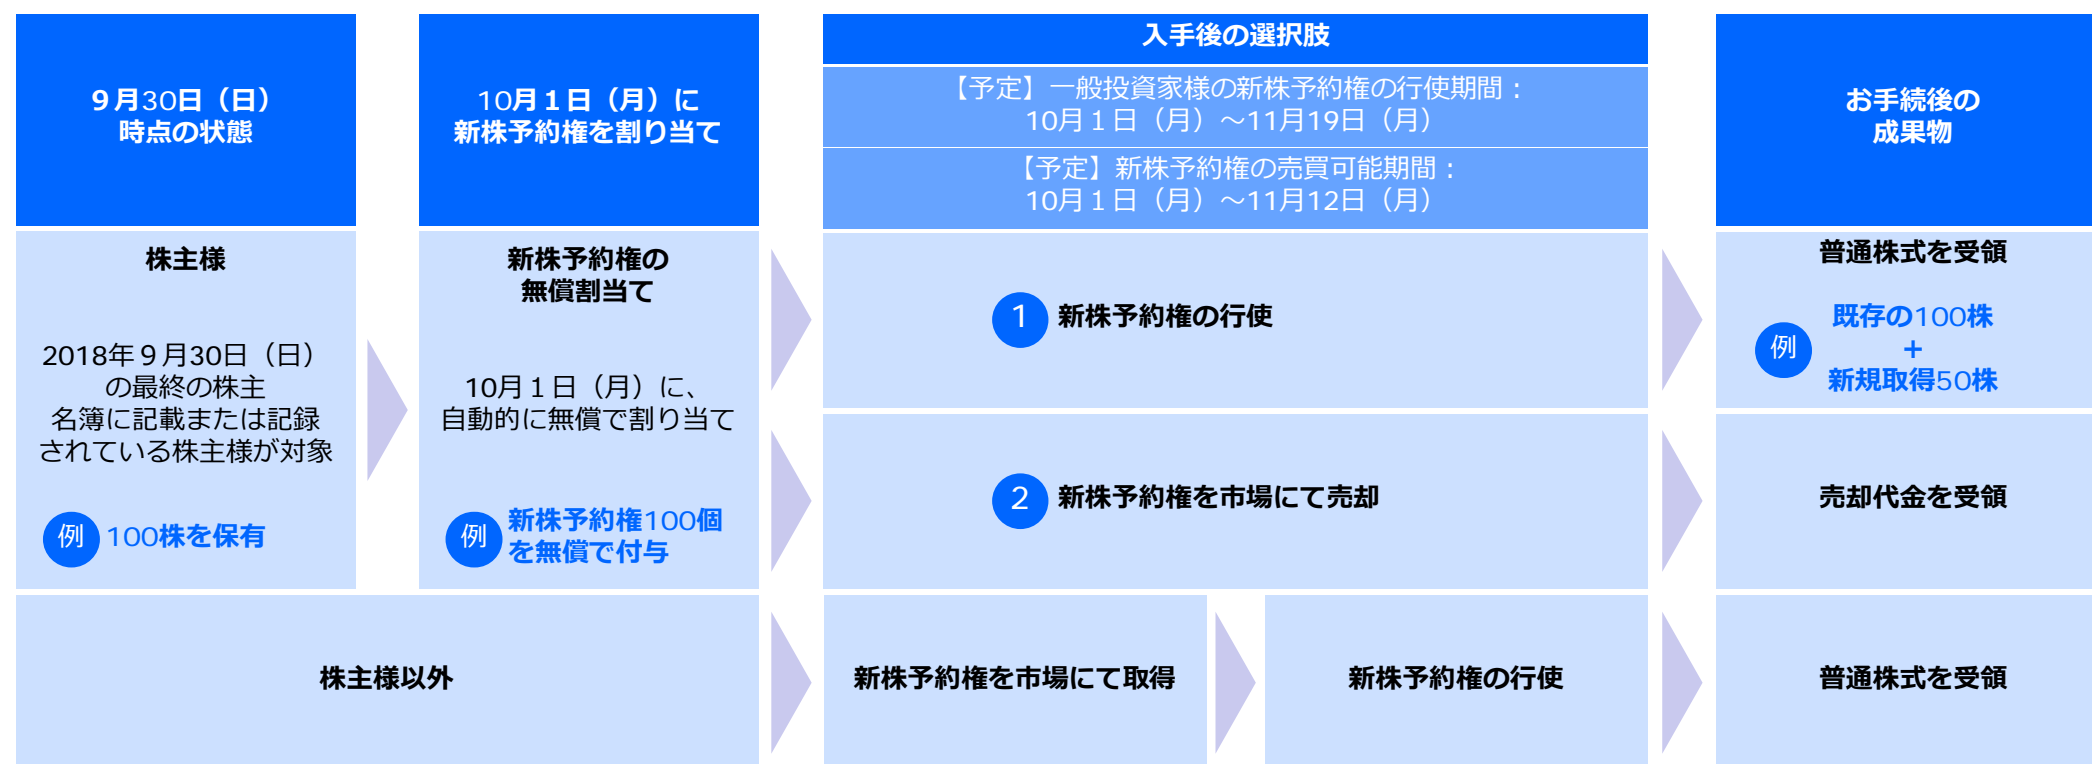 ９月30日（日）
時点の状態
10月１日（月）に
新株予約権を割り当て
入手後の選択肢
【予定】一般投資家様の新株予約権の行使期間：
10月１日（月）～11月19日（月）
【予定】新株予約権の売買可能期間：
10月１日（月）～11月12日（月）
お手続後の
成果物
株主様
2018年９月30日（日）
の最終の株主
名簿に記載または記録
されている株主様が対象
例 100株を保有
新株予約権の
無償割当て
10月１日（月）に、
自動的に無償で割り当て
例 新株予約権100個
を無償で付与
1 新株予約権の行使
普通株式を受領
例
既存の100株
+
新規取得50株
2 新株予約権を市場にて売却
売却代金を受領
株主様以外
新株予約権を市場にて取得
新株予約権の行使
普通株式を受領